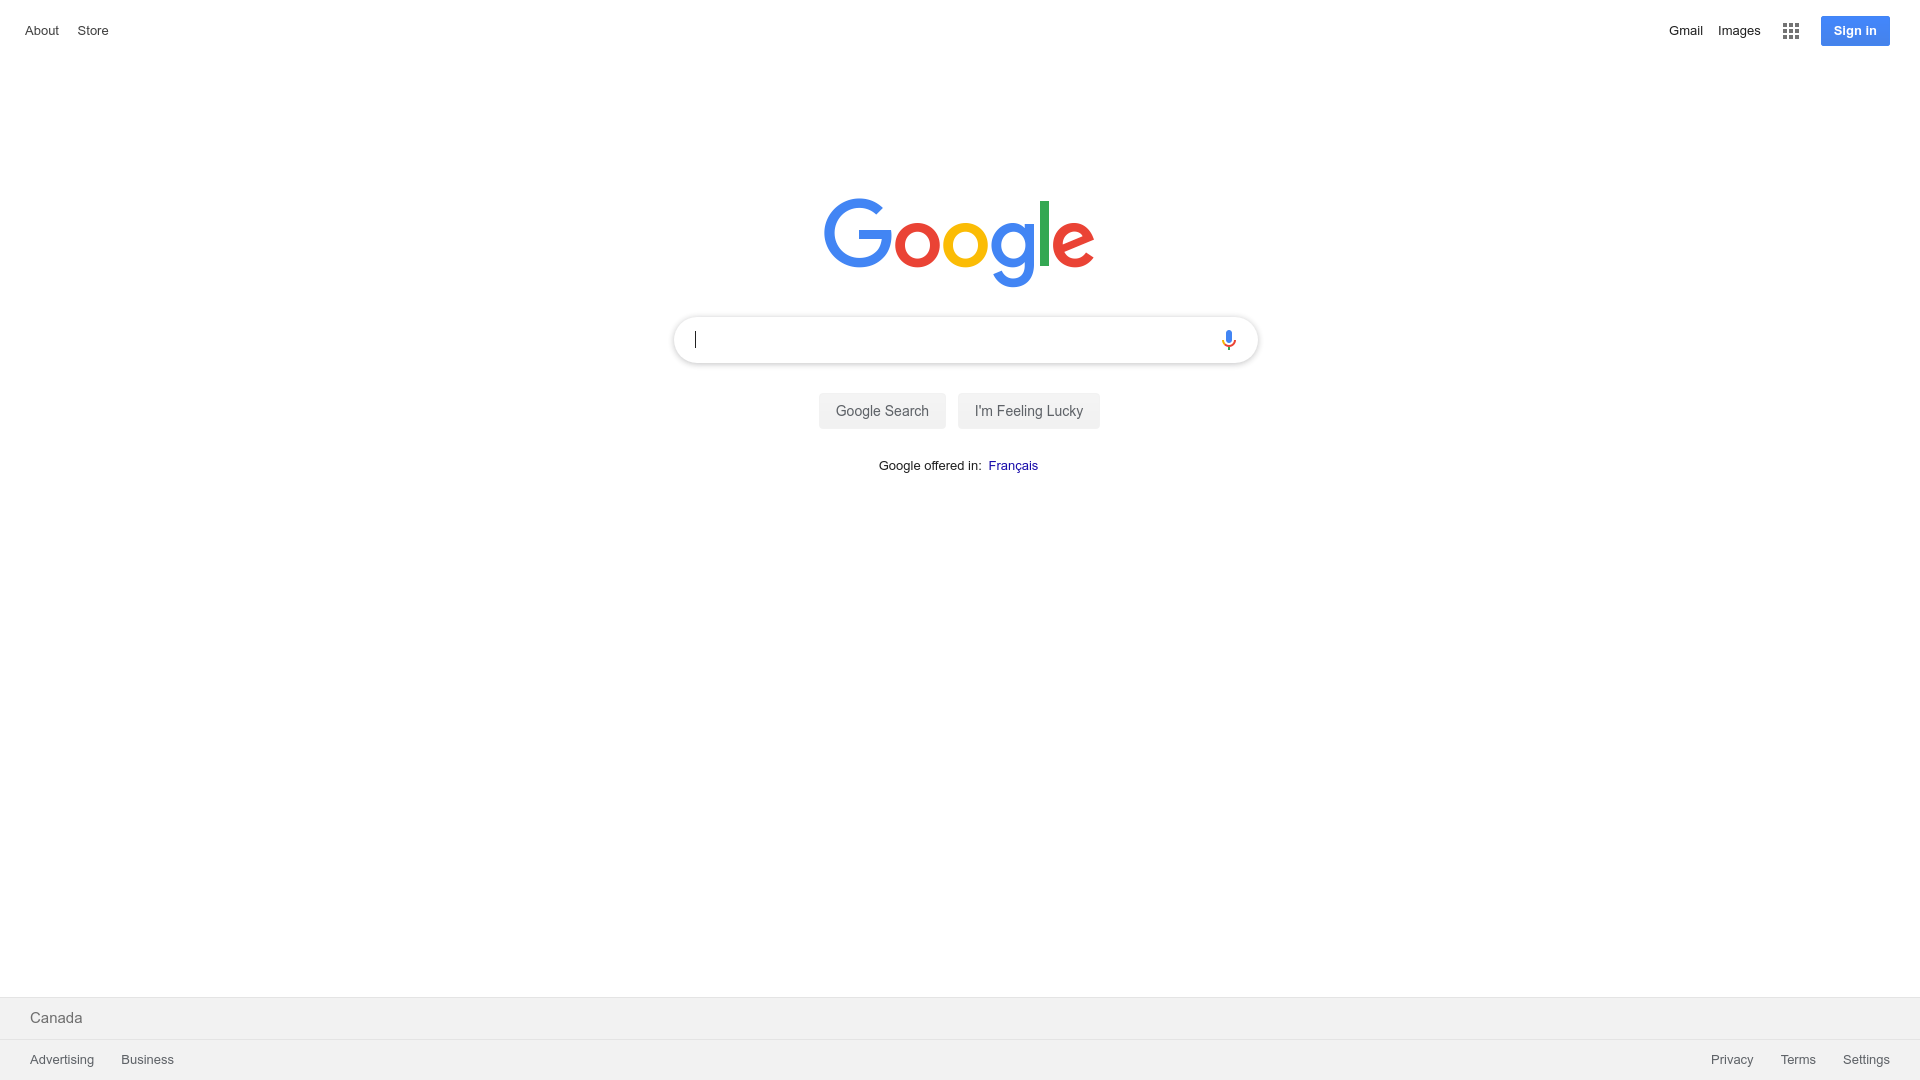 About Store Gmail Images Sign in
Google
Google Search I'm Feeling Lucky
Google offered in: Français
Canada
Advertising Business Privacy Terms Settings